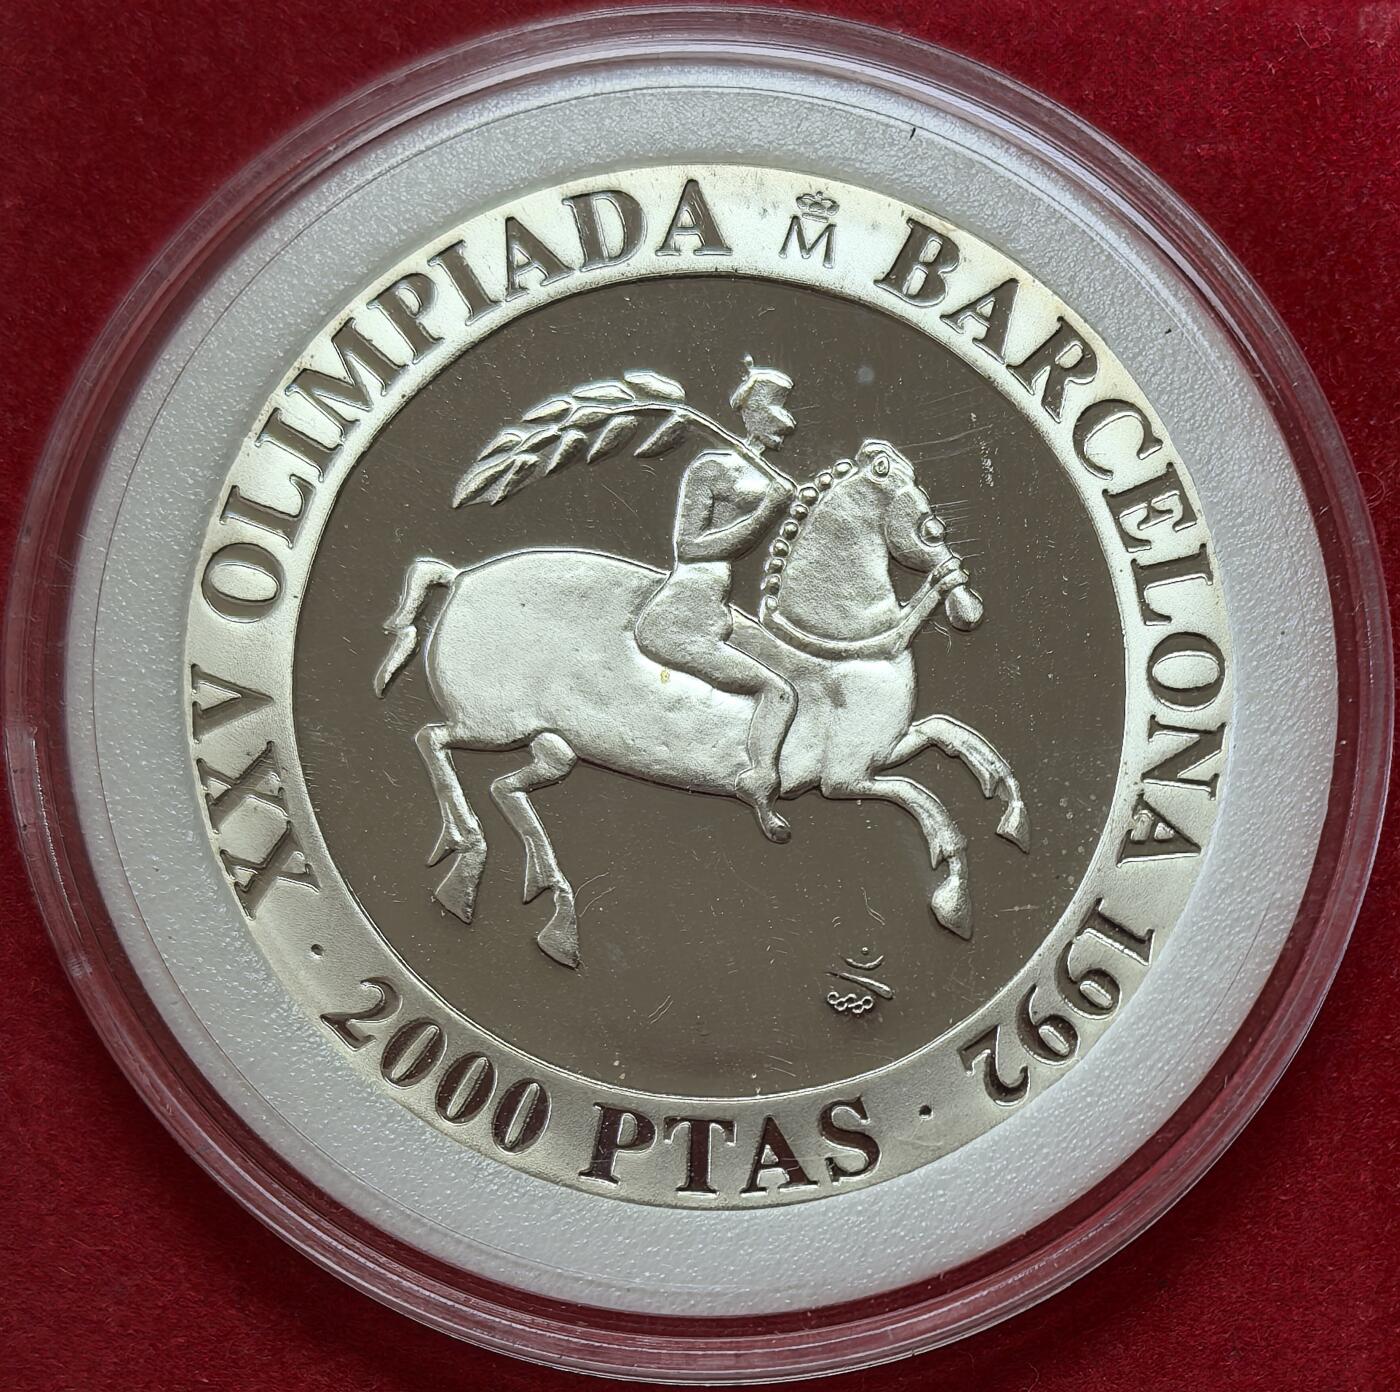 XXV OLIMPIADA M BARCELONA 1992
· 2000 PTAS ·